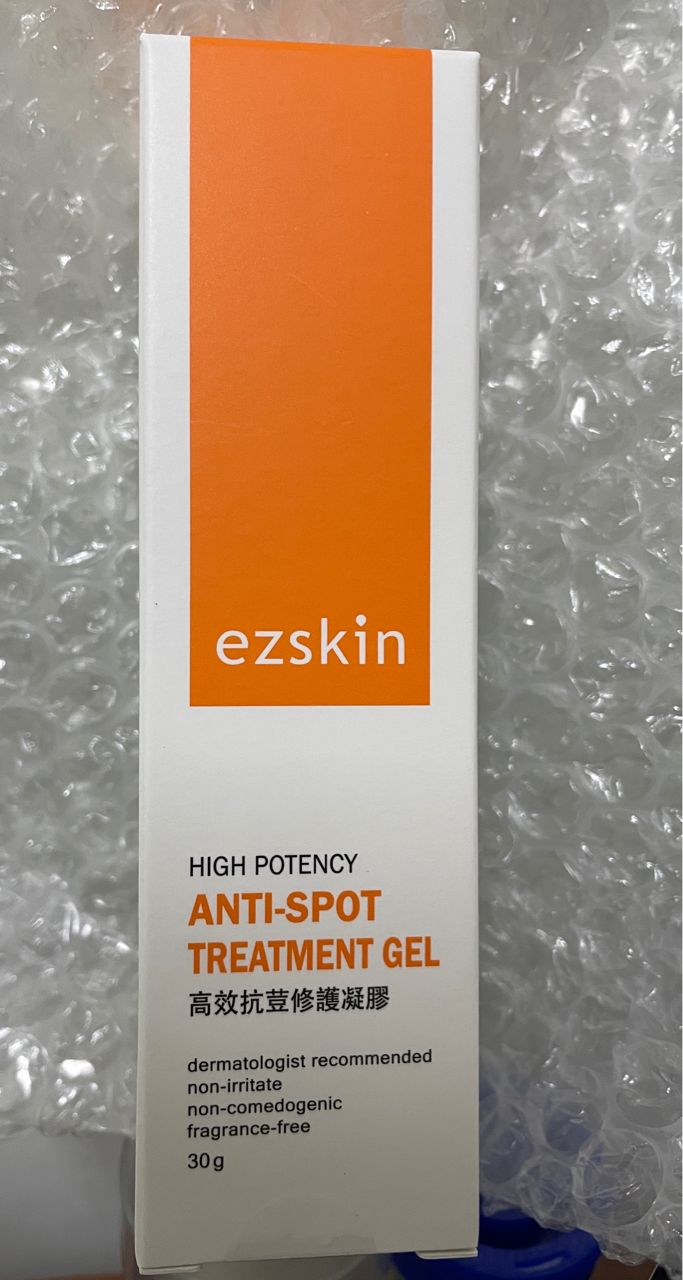 ezskin
HIGH POTENCY
ANTI-SPOT
TREATMENT GEL
高效抗荳修護凝膠
dermatologist recommended
non-irritate
non-comedogenic
fragrance-free
30g